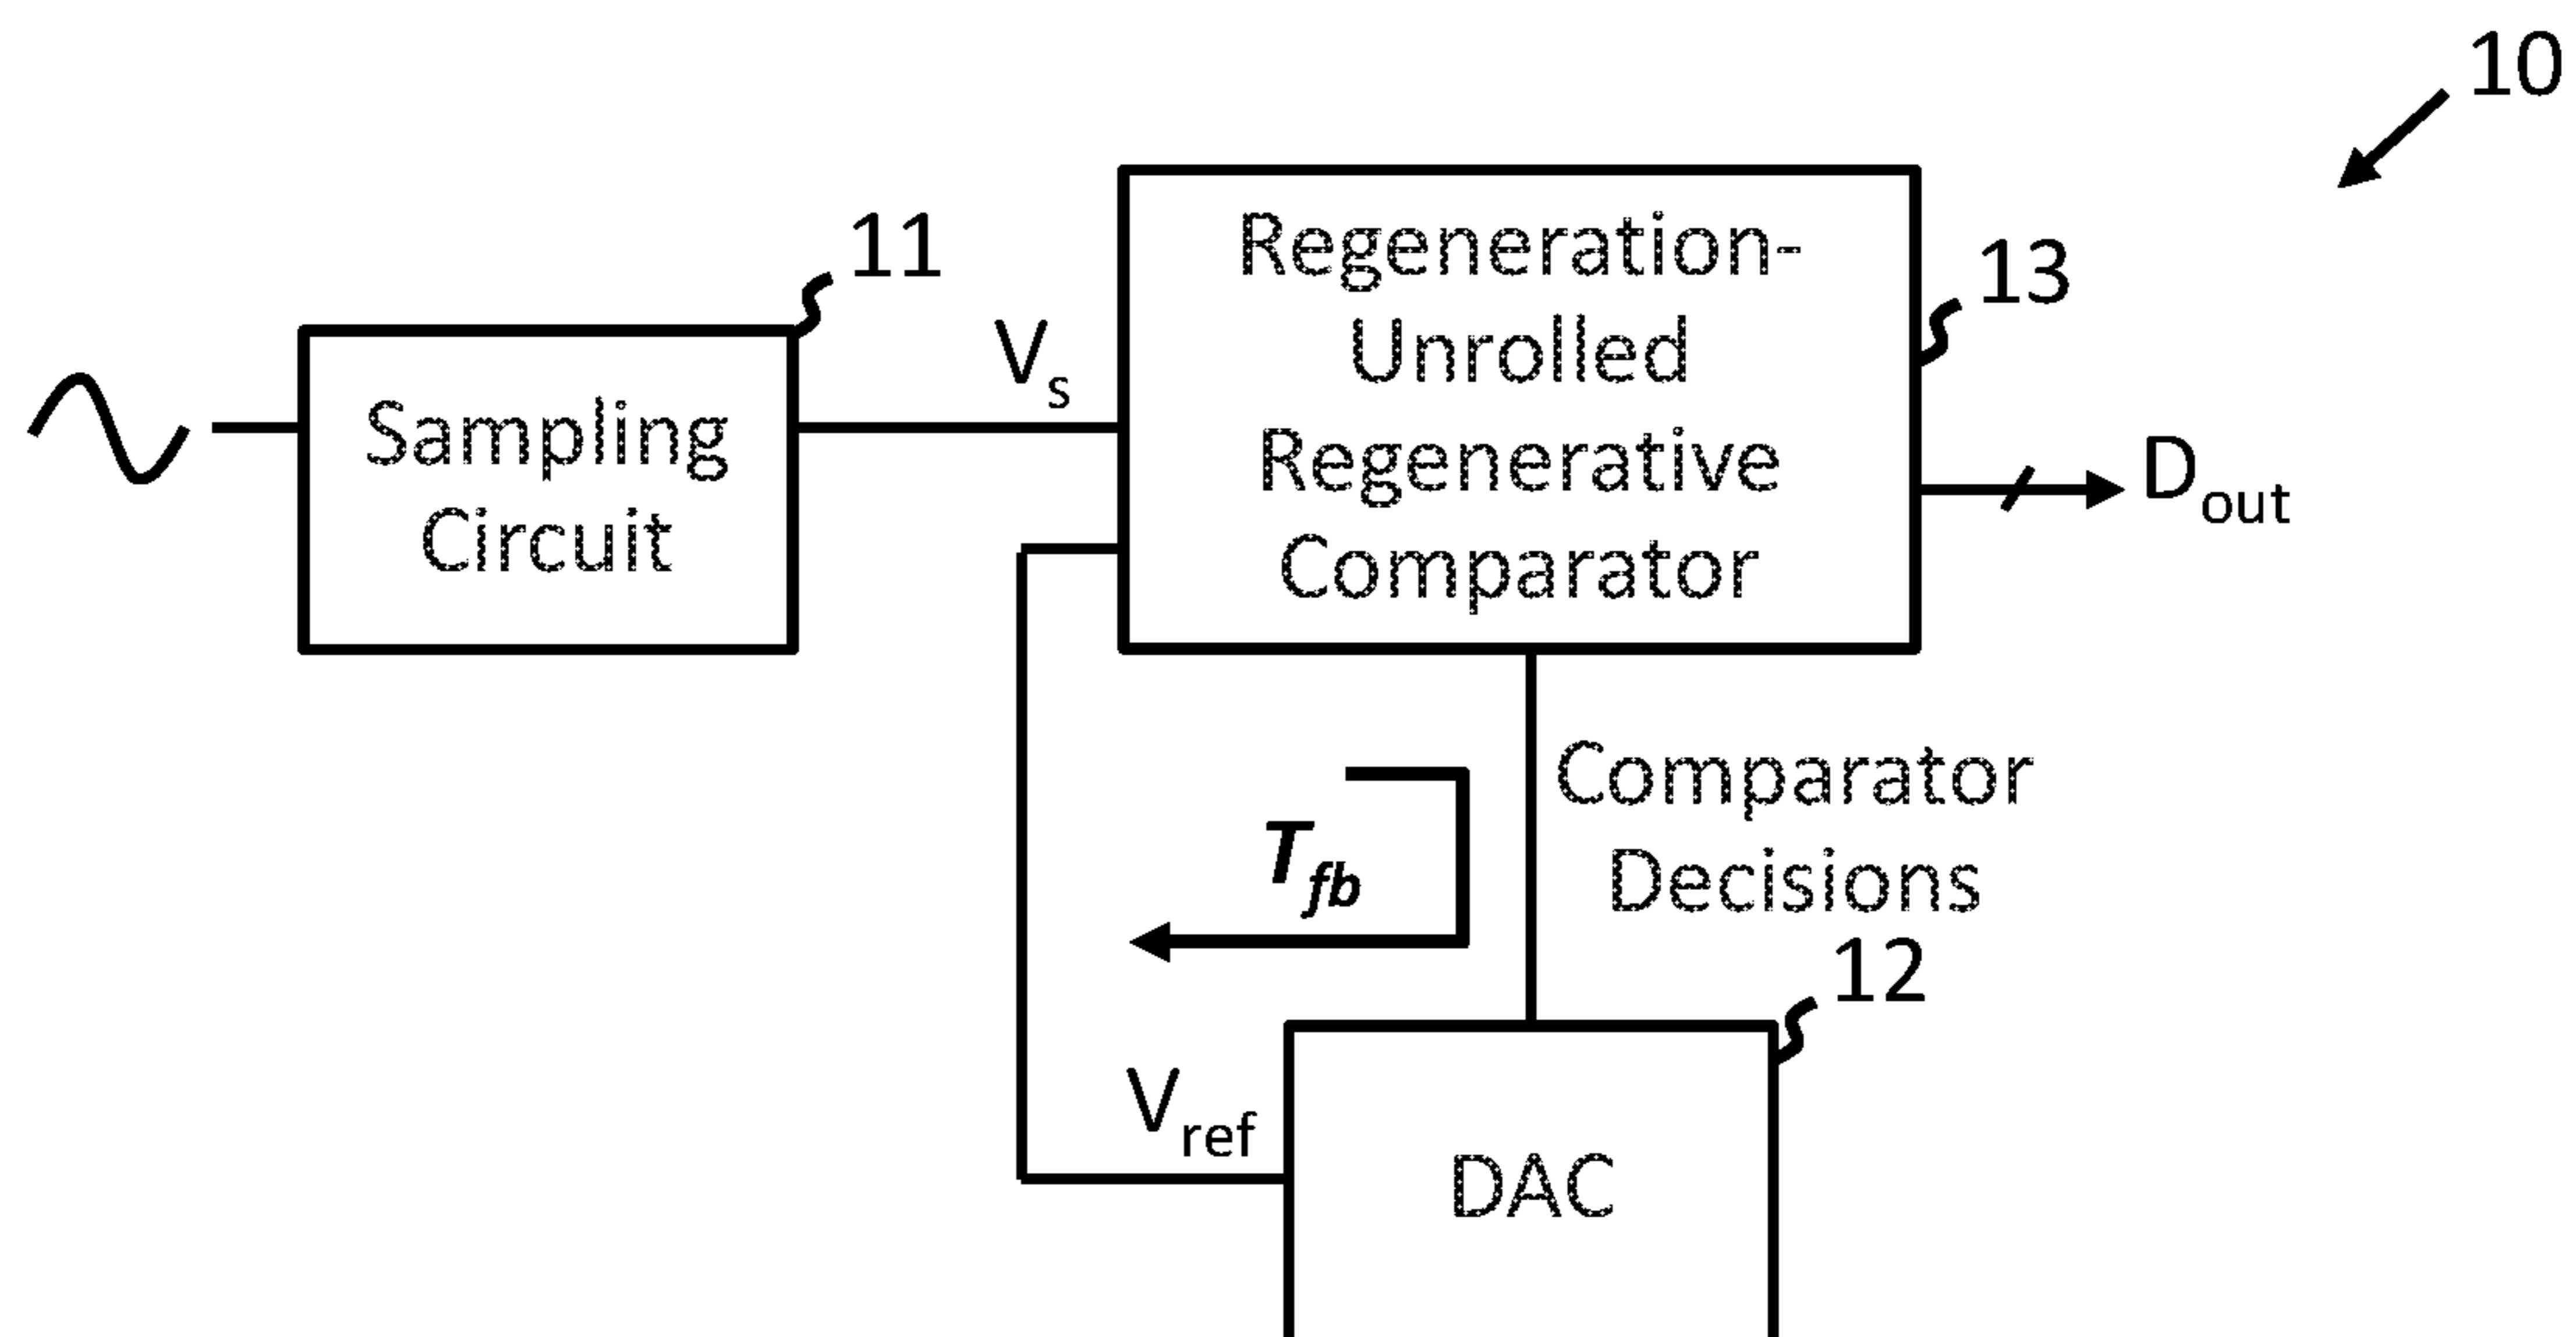 10
11
Regeneration-
Unrolled
Regenerative
Comparator
13
Vs
Sampling
Circuit
Dout
Comparator
Decisions
Tfb
12
Vref
DAC